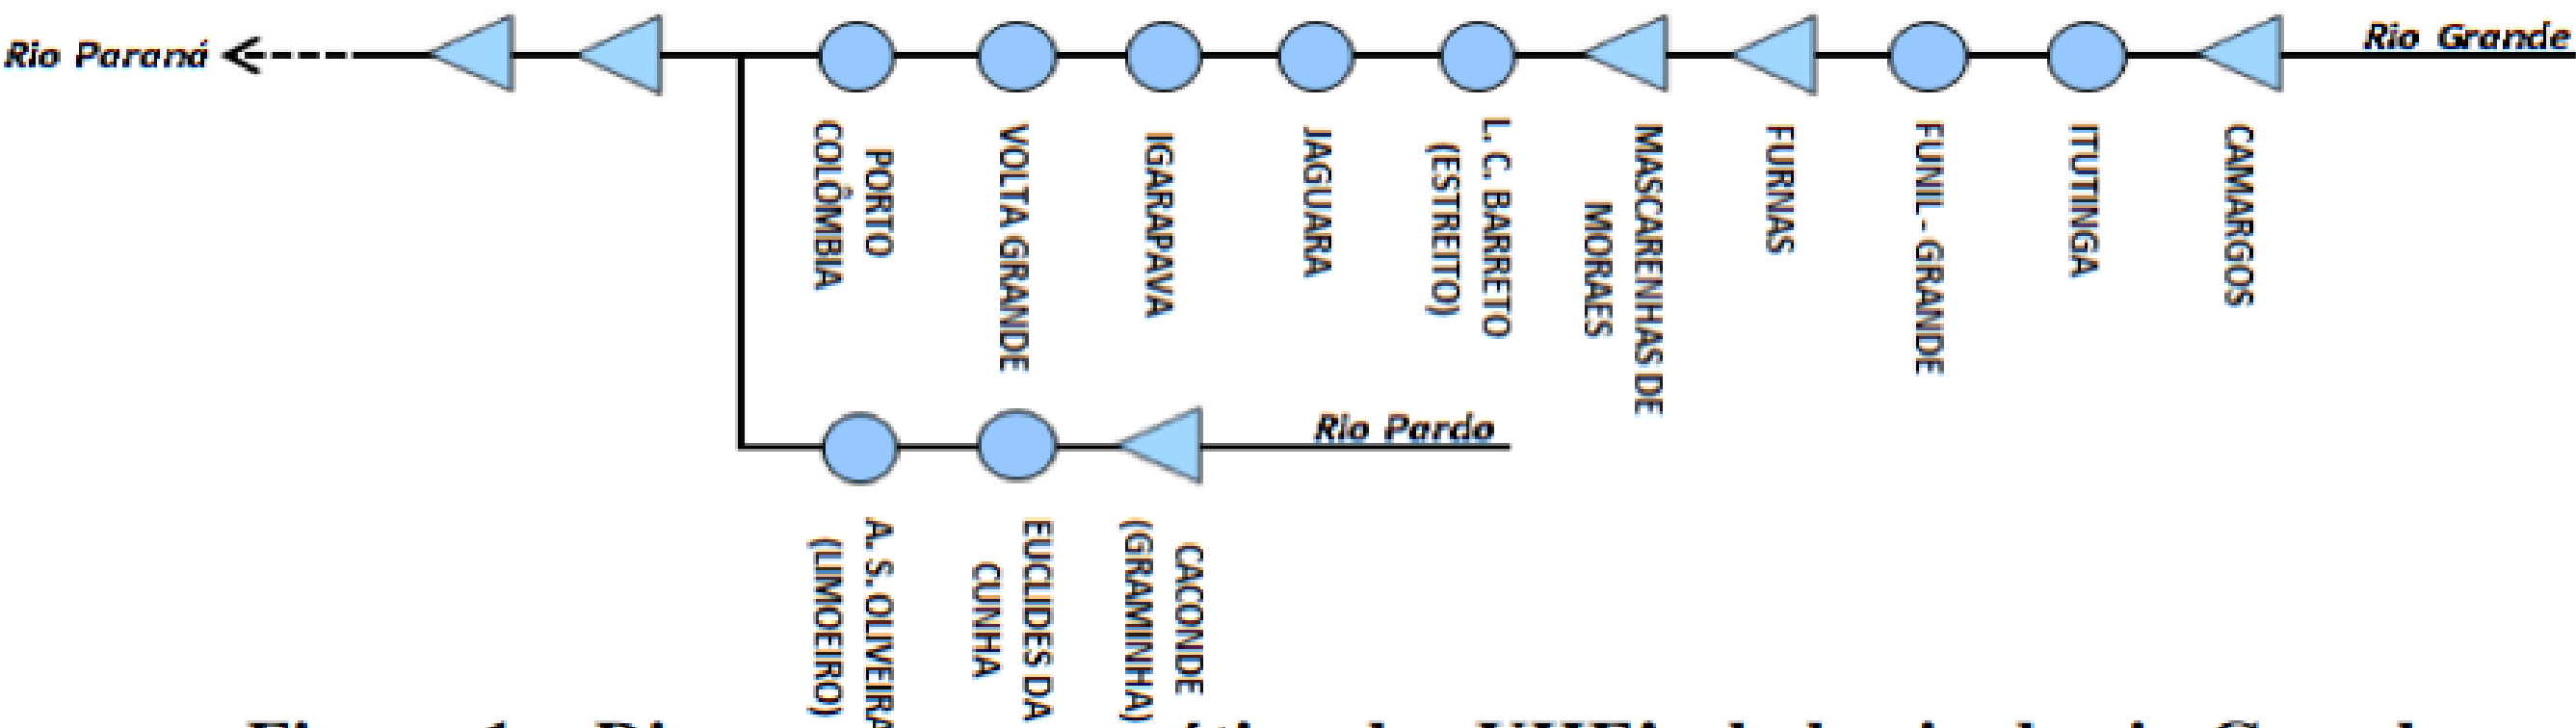 Rio Paraná
Rio Grande
PORTO
COLÔMBIA
VOLTA GRANDE
IGARAPAVA
JAGUARA
L. C. BARRETO
(ESTREITO)
MASCARENHAS DE
MORAES
FURNAS
FUNIL - GRANDE
ITUTINGA
CAMARGOS
Rio Pardo
A. S. OLIVEIRA
(LIMOEIRO)
EUCLIDES DA
CUNHA
CACONDE
(GRAMINHA)